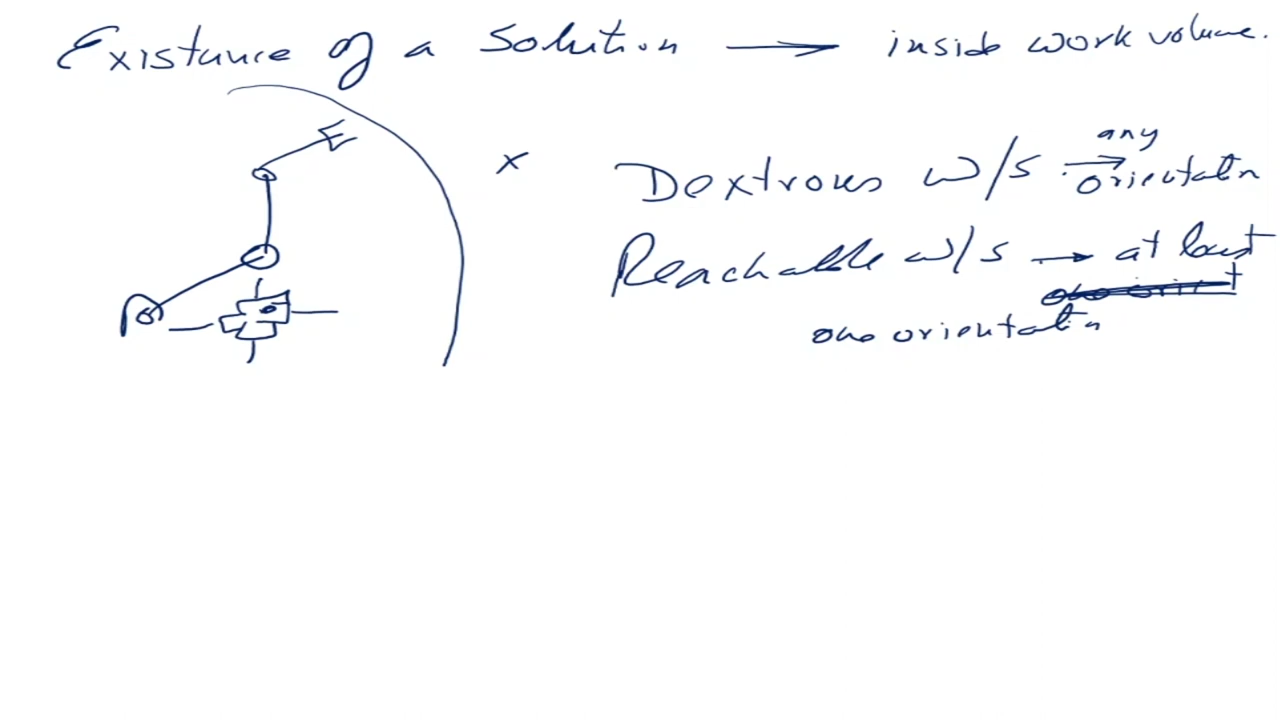 Existance of a Solution → inside work volume.
x
any
Dextrous w/s → orientatn
Reachable w/s → at least
one orientatn